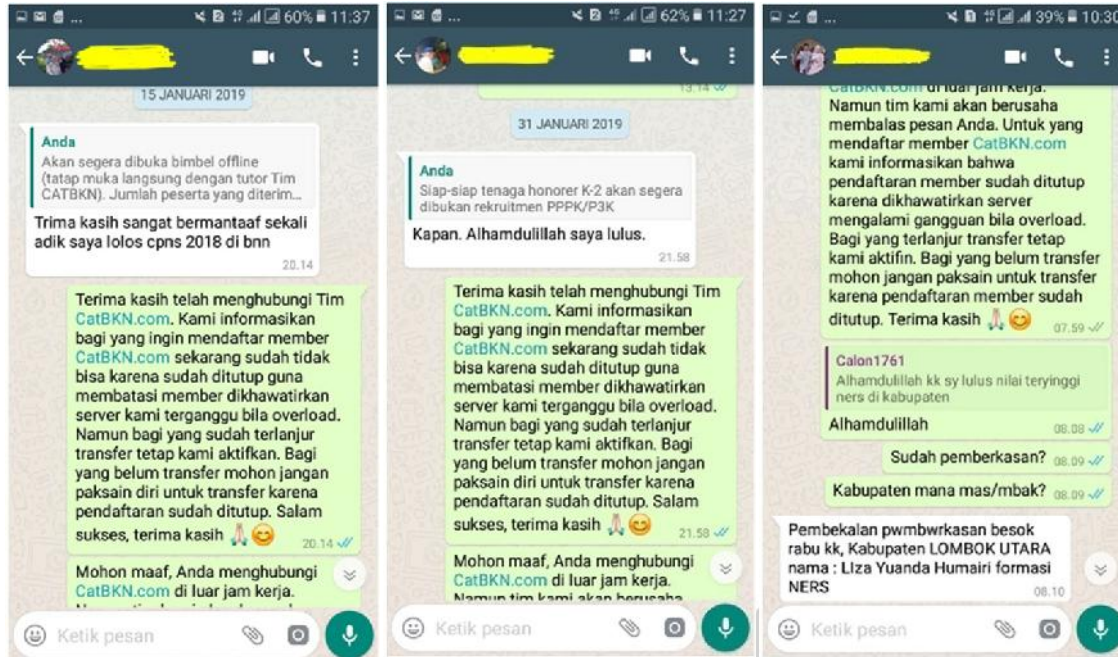 60% 11:37
15 JANUARI 2019
Anda
Akan segera dibuka bimbel offline
(tatap muka langsung dengan tutor Tim
CATBKN). Jumlah peserta yang diterim...
Trima kasih sangat bermantaaf sekali
adik saya lolos cpns 2018 di bnn
20.14
Terima kasih telah menghubungi Tim
CatBKN.com. Kami informasikan
bagi yang ingin mendaftar member
CatBKN.com sekarang sudah tidak
bisa karena sudah ditutup guna
membatasi member dikhawatirkan
server kami terganggu bila overload.
Namun bagi yang sudah terlanjur
transfer tetap kami aktifkan. Bagi
yang belum transfer mohon jangan
paksain diri untuk transfer karena
pendaftaran sudah ditutup. Salam
sukses, terima kasih 🙏😊
20.14
Mohon maaf, Anda menghubungi
CatBKN.com di luar jam kerja.
Ketik pesan
62% 11:27
13.14
31 JANUARI 2019
Anda
Siap-siap tenaga honorer K-2 akan segera
dibukan rekruitmen PPPK/P3K
Kapan. Alhamdulillah saya lulus.
21.58
Terima kasih telah menghubungi Tim
CatBKN.com. Kami informasikan
bagi yang ingin mendaftar member
CatBKN.com sekarang sudah tidak
bisa karena sudah ditutup guna
membatasi member dikhawatirkan
server kami terganggu bila overload.
Namun bagi yang sudah terlanjur
transfer tetap kami aktifkan. Bagi
yang belum transfer mohon jangan
paksain diri untuk transfer karena
pendaftaran sudah ditutup. Salam
sukses, terima kasih 🙏😊
21.58
Mohon maaf, Anda menghubungi
CatBKN.com di luar jam kerja.
Namun tim kami akan berusaha
Ketik pesan
39% 10:30
CatBKN.com di luar jam kerja.
Namun tim kami akan berusaha
membalas pesan Anda. Untuk yang
mendaftar member CatBKN.com
kami informasikan bahwa
pendaftaran member sudah ditutup
karena dikhawatirkan server
mengalami gangguan bila overload.
Bagi yang terlanjur transfer tetap
kami aktifin. Bagi yang belum transfer
mohon jangan paksain untuk transfer
karena pendaftaran member sudah
ditutup. Terima kasih 🙏😊
07.59
Calon1761
Alhamdulillah kk sy lulus nilai teryinggi
ners di kabupaten
Alhamdulillah
08.08
Sudah pemberkasan? 08.09
Kabupaten mana mas/mbak? 08.09
Pembekalan pwmbwrkasan besok
rabu kk, Kabupaten LOMBOK UTARA
nama : LIza Yuanda Humairi formasi
NERS
08.10
Ketik pesan